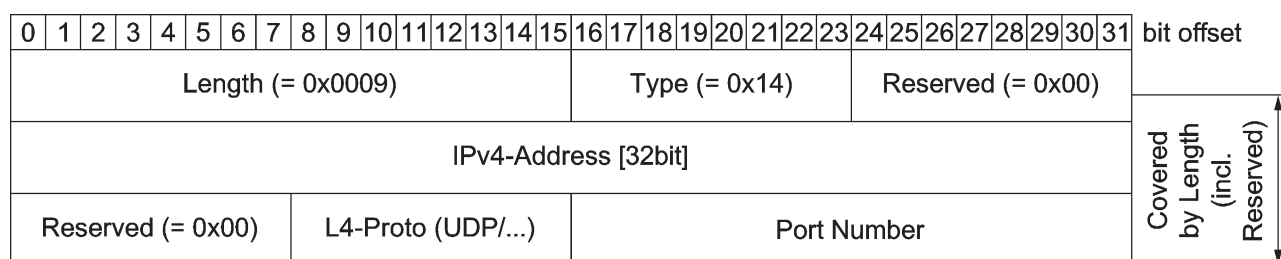 0 1 2 3 4 5 6 7 8 9 10 11 12 13 14 15 16 17 18 19 20 21 22 23 24 25 26 27 28 29 30 31 bit offset
Length (= 0x0009) Type (= 0x14) Reserved (= 0x00)
IPv4-Address [32bit]
Reserved (= 0x00) L4-Proto (UDP/...) Port Number
Covered
by Length
(incl.
Reserved)